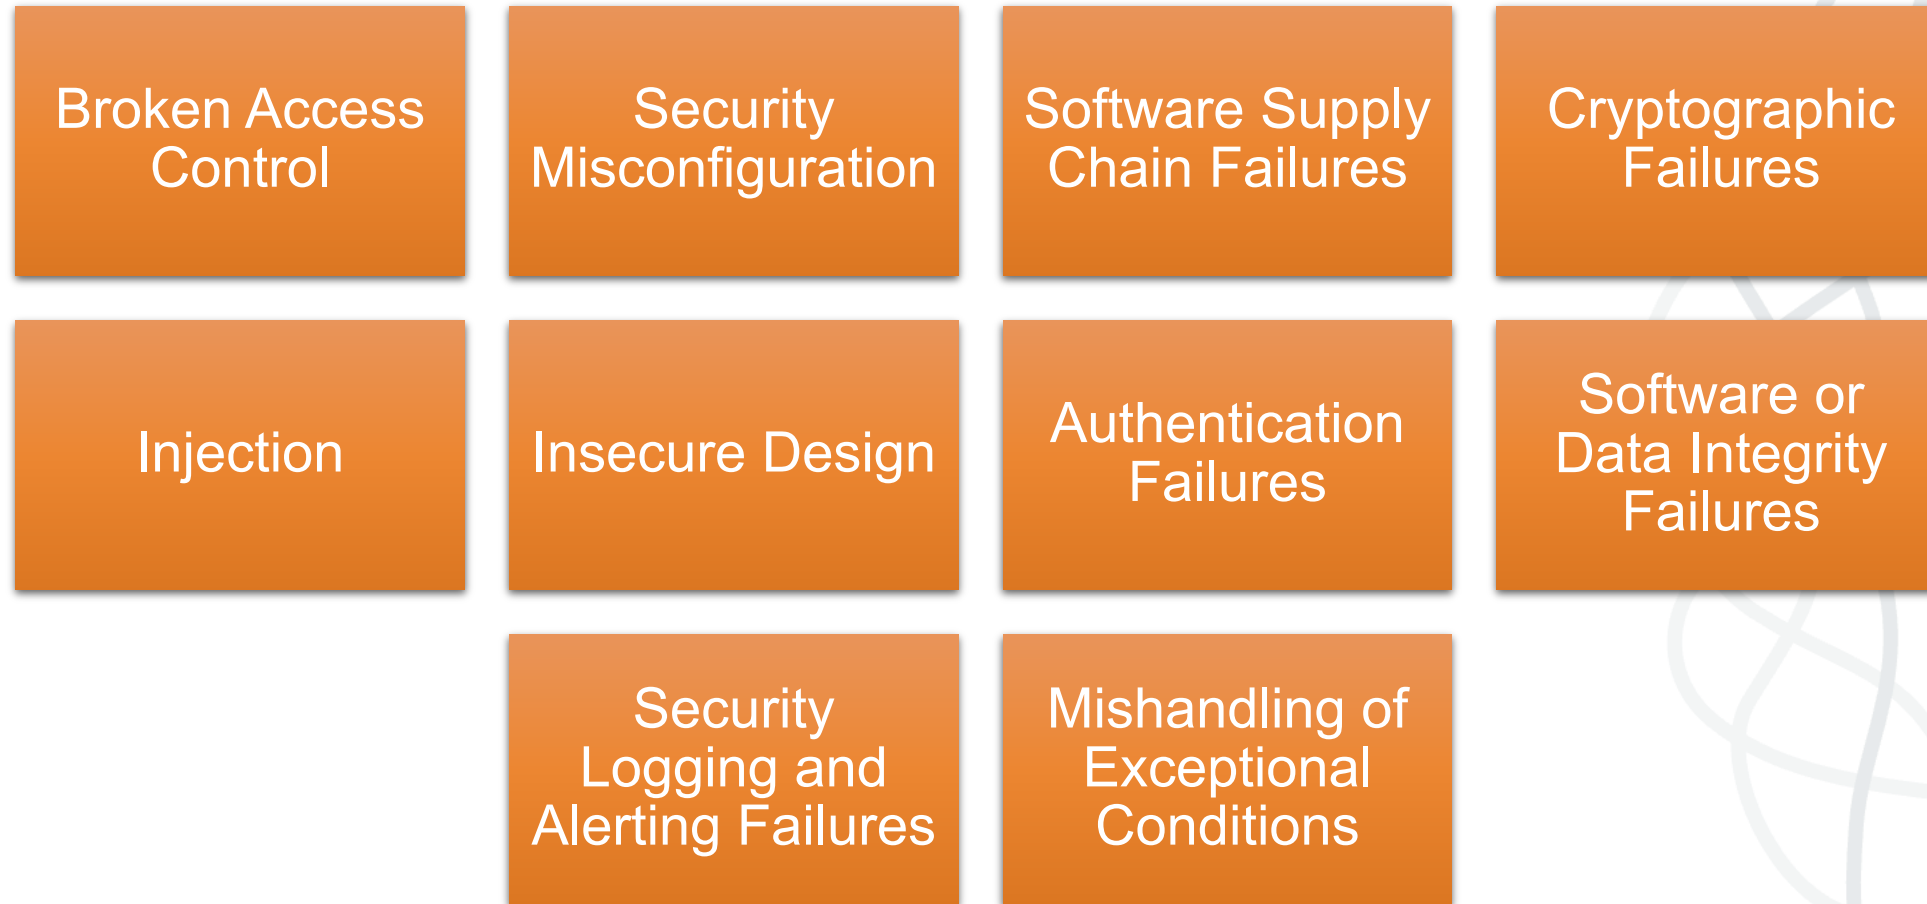 Broken Access
Control
Security
Misconfiguration
Software Supply
Chain Failures
Cryptographic
Failures
Injection
Insecure Design
Authentication
Failures
Software or
Data Integrity
Failures
Security
Logging and
Alerting Failures
Mishandling of
Exceptional
Conditions